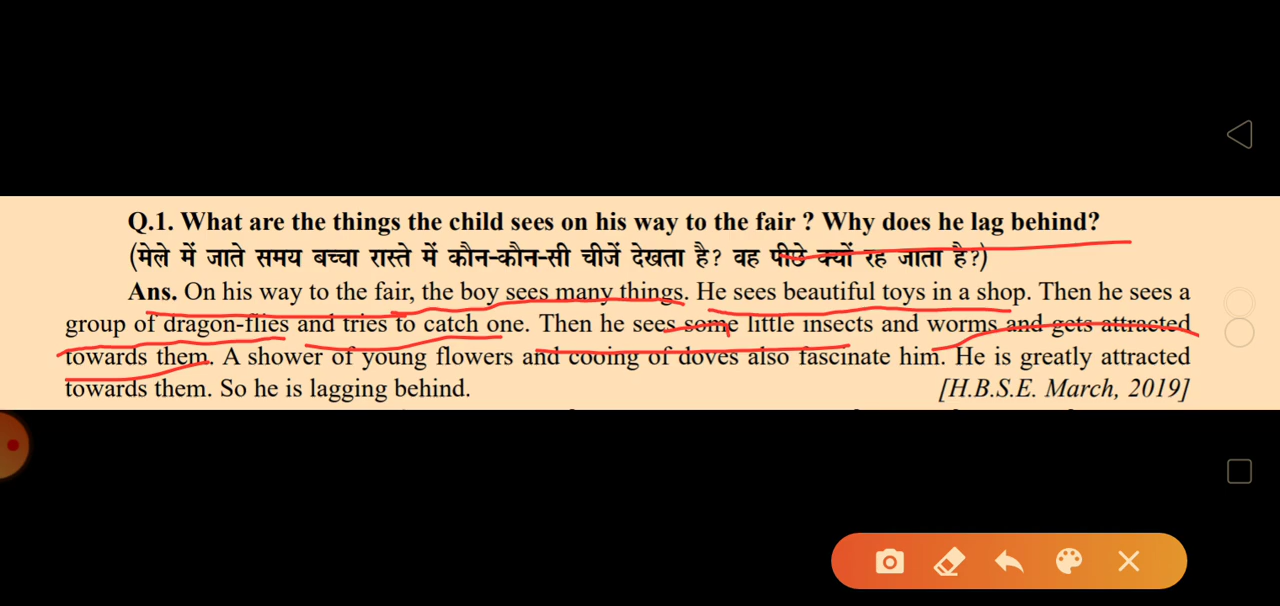 Q.1. What are the things the child sees on his way to the fair ? Why does he lag behind?
(मेले में जाते समय बच्चा रास्ते में कौन-कौन-सी चीजें देखता है? वह पीछे क्यों रह जाता है?)
Ans. On his way to the fair, the boy sees many things. He sees beautiful toys in a shop. Then he sees a
group of dragon-flies and tries to catch one. Then he sees some little insects and worms and gets attracted
towards them. A shower of young flowers and cooing of doves also fascinate him. He is greatly attracted
towards them. So he is lagging behind. [H.B.S.E. March, 2019]